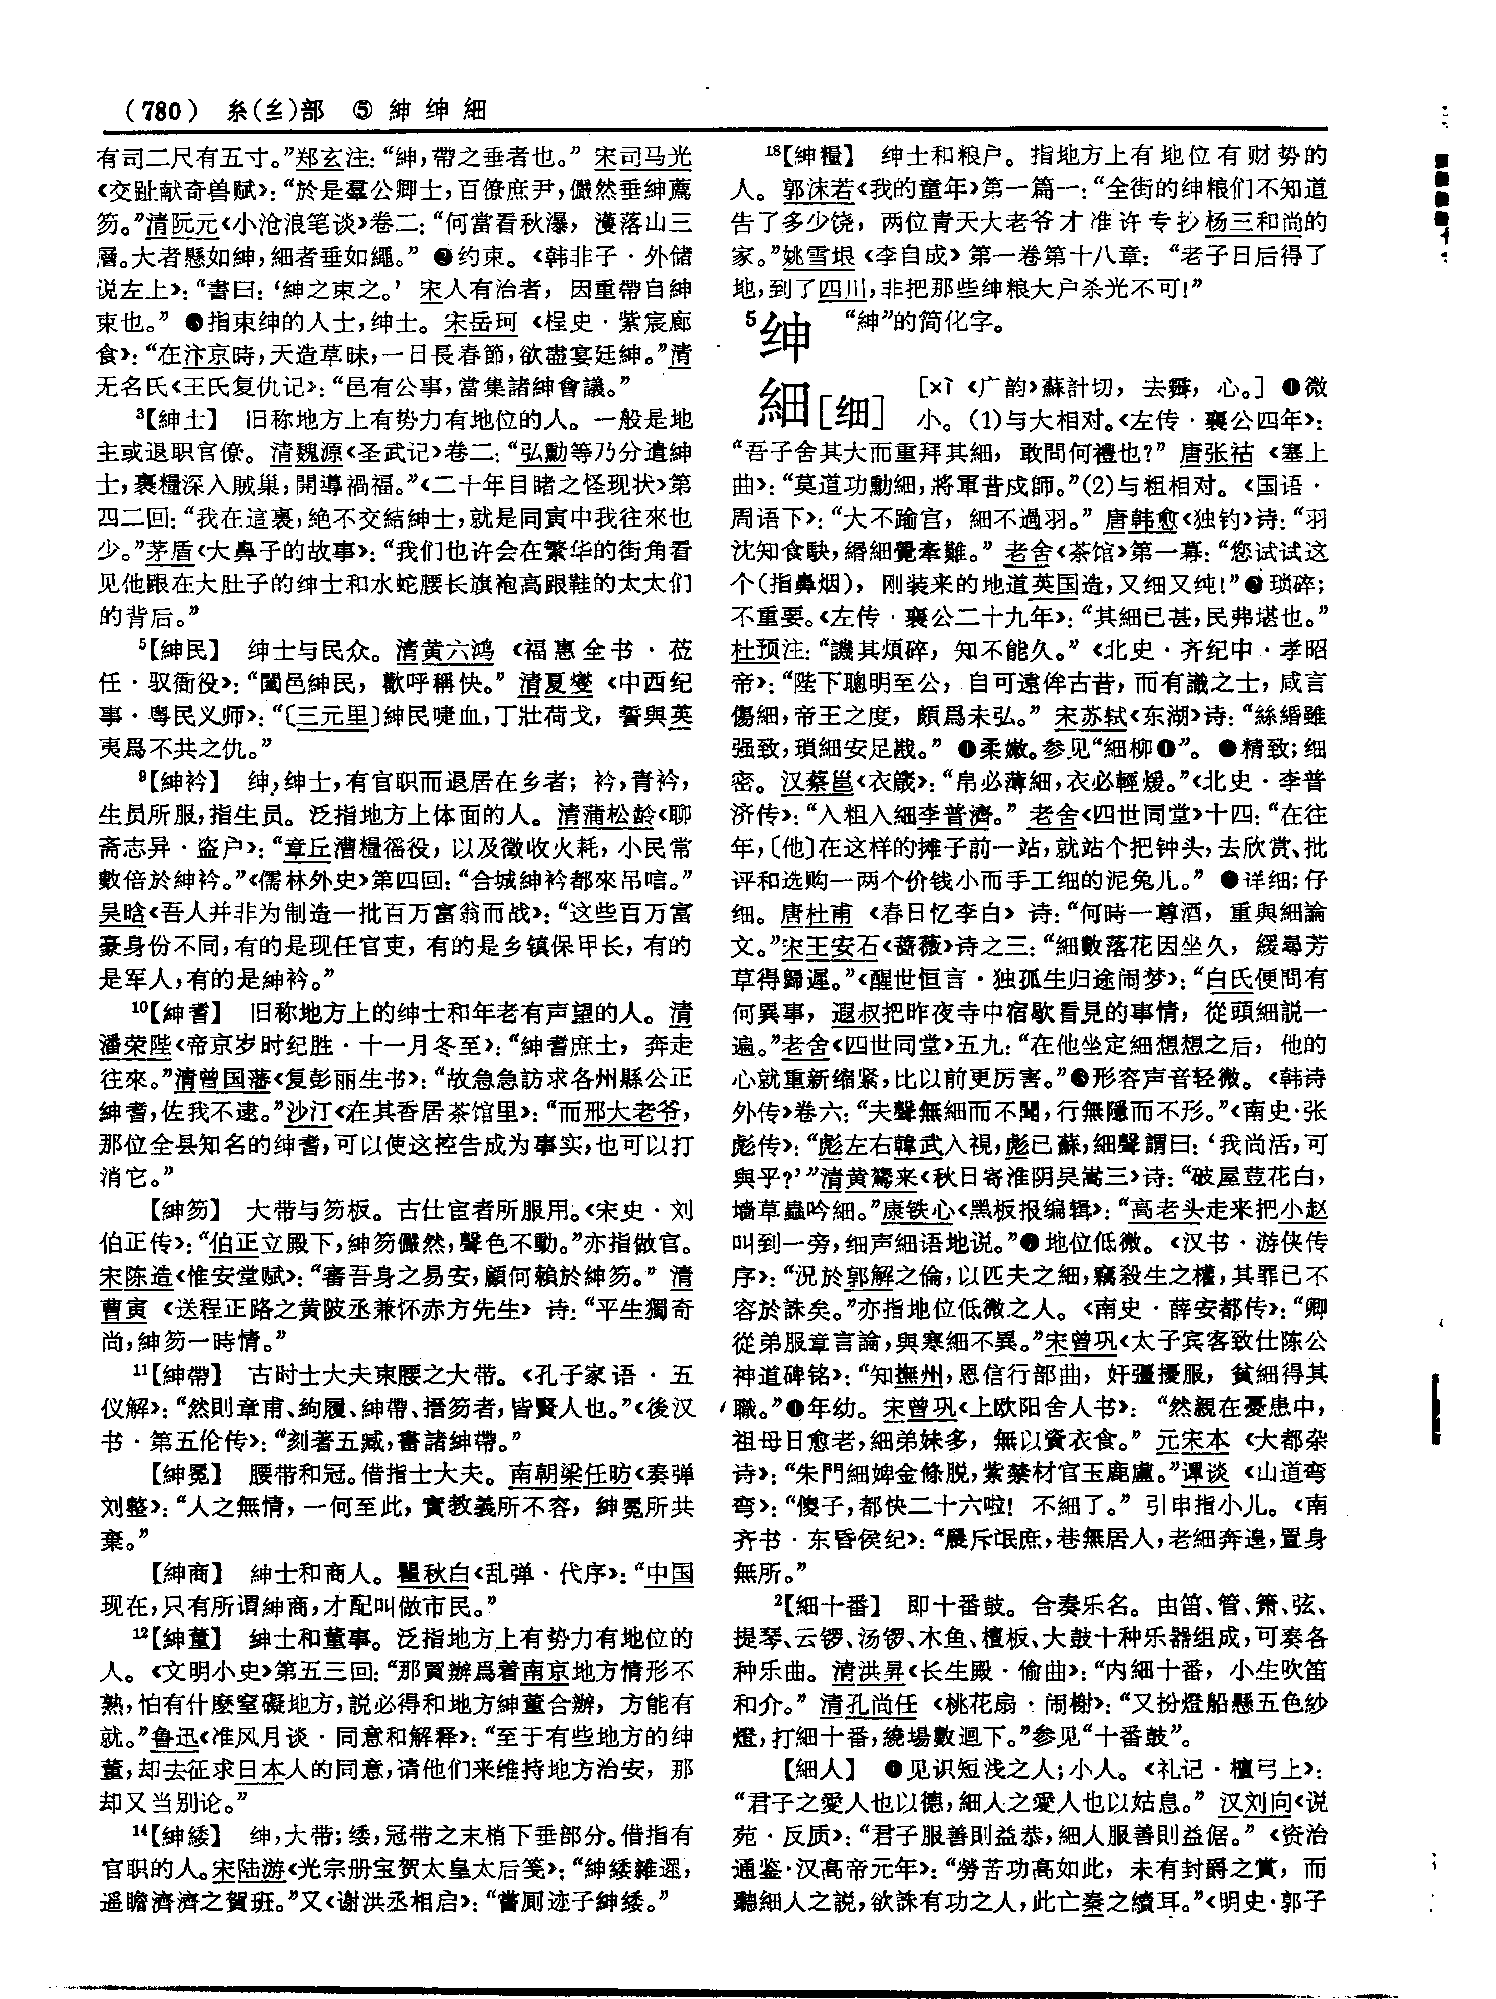 (780) 糸(纟)部 ⑤ 紳 绅 細
有司二尺有五寸。”郑玄注：“紳，帶之垂者也。” 宋司马光
《交趾献奇兽赋》：“於是羣公卿士，百僚庶尹，儼然垂紳薦
笏。”清阮元《小沧浪笔谈》卷二：“何當看秋瀑，濩落山三
層。大者懸如紳，細者垂如繩。” ❷约束。《韩非子·外储
说左上》：“書曰：‘紳之束之。’ 宋人有治者，因重帶自紳
束也。” ❸指束绅的人士，绅士。宋岳珂《桯史·紫宸廊
食》：“在汴京時，天造草昧，一日長春節，欲盡宴廷紳。”清
无名氏《王氏复仇记》：“邑有公事，當集諸紳會議。”
³【紳士】 旧称地方上有势力有地位的人。一般是地
主或退职官僚。清魏源《圣武记》卷二：“弘勳等乃分遣紳
士，裹糧深入賊巢，開導禍福。”《二十年目睹之怪现状》第
四二回：“我在這裏，絶不交結紳士，就是同寅中我往來也
少。”茅盾《大鼻子的故事》：“我们也许会在繁华的街角看
见他跟在大肚子的绅士和水蛇腰长旗袍高跟鞋的太太们
的背后。”
⁵【紳民】 绅士与民众。清黄六鸿《福惠全书·莅
任·驭衙役》：“闔邑紳民，歡呼稱快。” 清夏燮《中西纪
事·粤民义师》：“〔三元里〕紳民啑血，丁壯荷戈，誓與英
夷爲不共之仇。”
⁹【紳衿】 绅，绅士，有官职而退居在乡者；衿，青衿，
生员所服，指生员。泛指地方上体面的人。清蒲松龄《聊
斋志异·盗户》：“章丘漕糧徭役，以及徵收火耗，小民常
數倍於紳衿。”《儒林外史》第四回：“合城紳衿都來吊唁。”
吴晗《吾人并非为制造一批百万富翁而战》：“这些百万富
豪身份不同，有的是现任官吏，有的是乡镇保甲长，有的
是军人，有的是紳衿。”
¹⁰【紳耆】 旧称地方上的绅士和年老有声望的人。清
潘荣陛《帝京岁时纪胜·十一月冬至》：“紳耆庶士，奔走
往來。”清曾国藩《复彭丽生书》：“故急急訪求各州縣公正
紳耆，佐我不逮。”沙汀《在其香居茶馆里》：“而邢大老爷，
那位全县知名的绅耆，可以使这控告成为事实，也可以打
消它。”
【紳笏】 大带与笏板。古仕宦者所服用。《宋史·刘
伯正传》：“伯正立殿下，紳笏儼然，聲色不動。”亦指做官。
宋陈造《惟安堂赋》：“審吾身之易安，顧何賴於紳笏。” 清
曹寅《送程正路之黄陂丞兼怀赤方先生》诗：“平生獨奇
尚，紳笏一時情。”
¹¹【紳帶】 古时士大夫束腰之大带。《孔子家语·五
仪解》：“然則章甫、絇履、紳帶、搢笏者，皆賢人也。”《後汉
书·第五伦传》：“刻著五臧，書諸紳帶。”
【紳冕】 腰带和冠。借指士大夫。南朝梁任昉《奏弹
刘整》：“人之無情，一何至此，實教義所不容，紳冕所共
棄。”
【紳商】 紳士和商人。瞿秋白《乱弹·代序》：“中国
现在，只有所谓紳商，才配叫做市民。”
¹²【紳董】 绅士和董事。泛指地方上有势力有地位的
人。《文明小史》第五三回：“那買辦爲着南京地方情形不
熟，怕有什麽窒礙地方，説必得和地方紳董合辦，方能有
就。”鲁迅《准风月谈·同意和解释》：“至于有些地方的绅
董，却去征求日本人的同意，请他们来维持地方治安，那
却又当别论。”
¹⁴【紳緌】 绅，大带；緌，冠带之末梢下垂部分。借指有
官职的人。宋陆游《光宗册宝贺太皇太后笺》：“紳緌雜遝，
遥瞻濟濟之賀班。”又《谢洪丞相启》：“嘗厠迹于紳緌。”
¹⁸【紳糧】 绅士和粮户。指地方上有地位有财势的
人。郭沫若《我的童年》第一篇一：“全街的绅粮们不知道
告了多少饶，两位青天大老爷才准许专抄杨三和尚的
家。”姚雪垠《李自成》第一卷第十八章：“老子日后得了
地，到了四川，非把那些绅粮大户杀光不可！”
⁵绅 “紳”的简化字。
細[细] [xì 《广韵》蘇計切，去霽，心。] ❶微
小。(1)与大相对。《左传·襄公四年》：
“吾子舍其大而重拜其細，敢問何禮也？” 唐张祜《塞上
曲》：“莫道功勳細，將軍昔戍師。”(2)与粗相对。《国语·
周语下》：“大不踰宫，細不過羽。” 唐韩愈《独钓》诗：“羽
沈知食駃，緡細覺牽難。” 老舍《茶馆》第一幕：“您试试这
个(指鼻烟)，刚装来的地道英国造，又细又纯！”❷琐碎；
不重要。《左传·襄公二十九年》：“其細已甚，民弗堪也。”
杜预注：“譏其煩碎，知不能久。”《北史·齐纪中·孝昭
帝》：“陛下聰明至公，自可遠侔古昔，而有識之士，咸言
傷細，帝王之度，頗爲未弘。” 宋苏轼《东湖》诗：“絲緡雖
强致，瑣細安足戡。” ❸柔嫩。参见“細柳❶”。 ❹精致；细
密。汉蔡邕《衣箴》：“帛必薄細，衣必輕煖。”《北史·李普
济传》：“入粗入細李普濟。” 老舍《四世同堂》十四：“在往
年，〔他〕在这样的摊子前一站，就站个把钟头，去欣赏、批
评和选购一两个价钱小而手工细的泥兔儿。” ❺详细；仔
细。唐杜甫《春日忆李白》诗：“何時一尊酒，重與細論
文。”宋王安石《蔷薇》诗之三：“細數落花因坐久，緩尋芳
草得歸遲。”《醒世恒言·独孤生归途闹梦》：“白氏便問有
何異事，遐叔把昨夜寺中宿歇看見的事情，從頭細説一
遍。”老舍《四世同堂》五九：“在他坐定細想想之后，他的
心就重新缩紧，比以前更厉害。”❻形容声音轻微。《韩诗
外传》卷六：“夫聲無細而不聞，行無隱而不形。”《南史·张
彪传》：“彪左右韓武入視，彪已蘇，細聲謂曰：‘我尚活，可
與乎？’”清黄鷟来《秋日寄淮阴吴嵩三》诗：“破屋荳花白，
墻草蟲吟細。”康铁心《黑板报编辑》：“高老头走来把小赵
叫到一旁，细声細语地说。”❼地位低微。《汉书·游侠传
序》：“況於郭解之倫，以匹夫之細，竊殺生之權，其罪已不
容於誅矣。”亦指地位低微之人。《南史·薛安都传》：“卿
從弟服章言論，與寒細不異。”宋曾巩《太子宾客致仕陈公
神道碑铭》：“知撫州，恩信行部曲，奸彊擾服，貧細得其
職。”❽年幼。宋曾巩《上欧阳舍人书》：“然親在憂患中，
祖母日愈老，細弟妹多，無以資衣食。” 元宋本《大都杂
诗》：“朱門細婢金條脱，紫禁材官玉鹿盧。”谭谈《山道弯
弯》：“傻子，都快二十六啦！不細了。” 引申指小儿。《南
齐书·东昏侯纪》：“屢斥氓庶，巷無居人，老細奔遑，置身
無所。”
²【細十番】 即十番鼓。合奏乐名。由笛、管、箫、弦、
提琴、云锣、汤锣、木鱼、檀板、大鼓十种乐器组成，可奏各
种乐曲。清洪昇《长生殿·偷曲》：“内細十番，小生吹笛
和介。” 清孔尚任《桃花扇·闹榭》：“又扮燈船懸五色紗
燈，打細十番，繞場數迴下。”参见“十番鼓”。
【細人】 ❶见识短浅之人；小人。《礼记·檀弓上》：
“君子之愛人也以德，細人之愛人也以姑息。” 汉刘向《说
苑·反质》：“君子服善則益恭，細人服善則益倨。”《资治
通鉴·汉高帝元年》：“勞苦功高如此，未有封爵之賞，而
聽細人之説，欲誅有功之人，此亡秦之續耳。”《明史·郭子